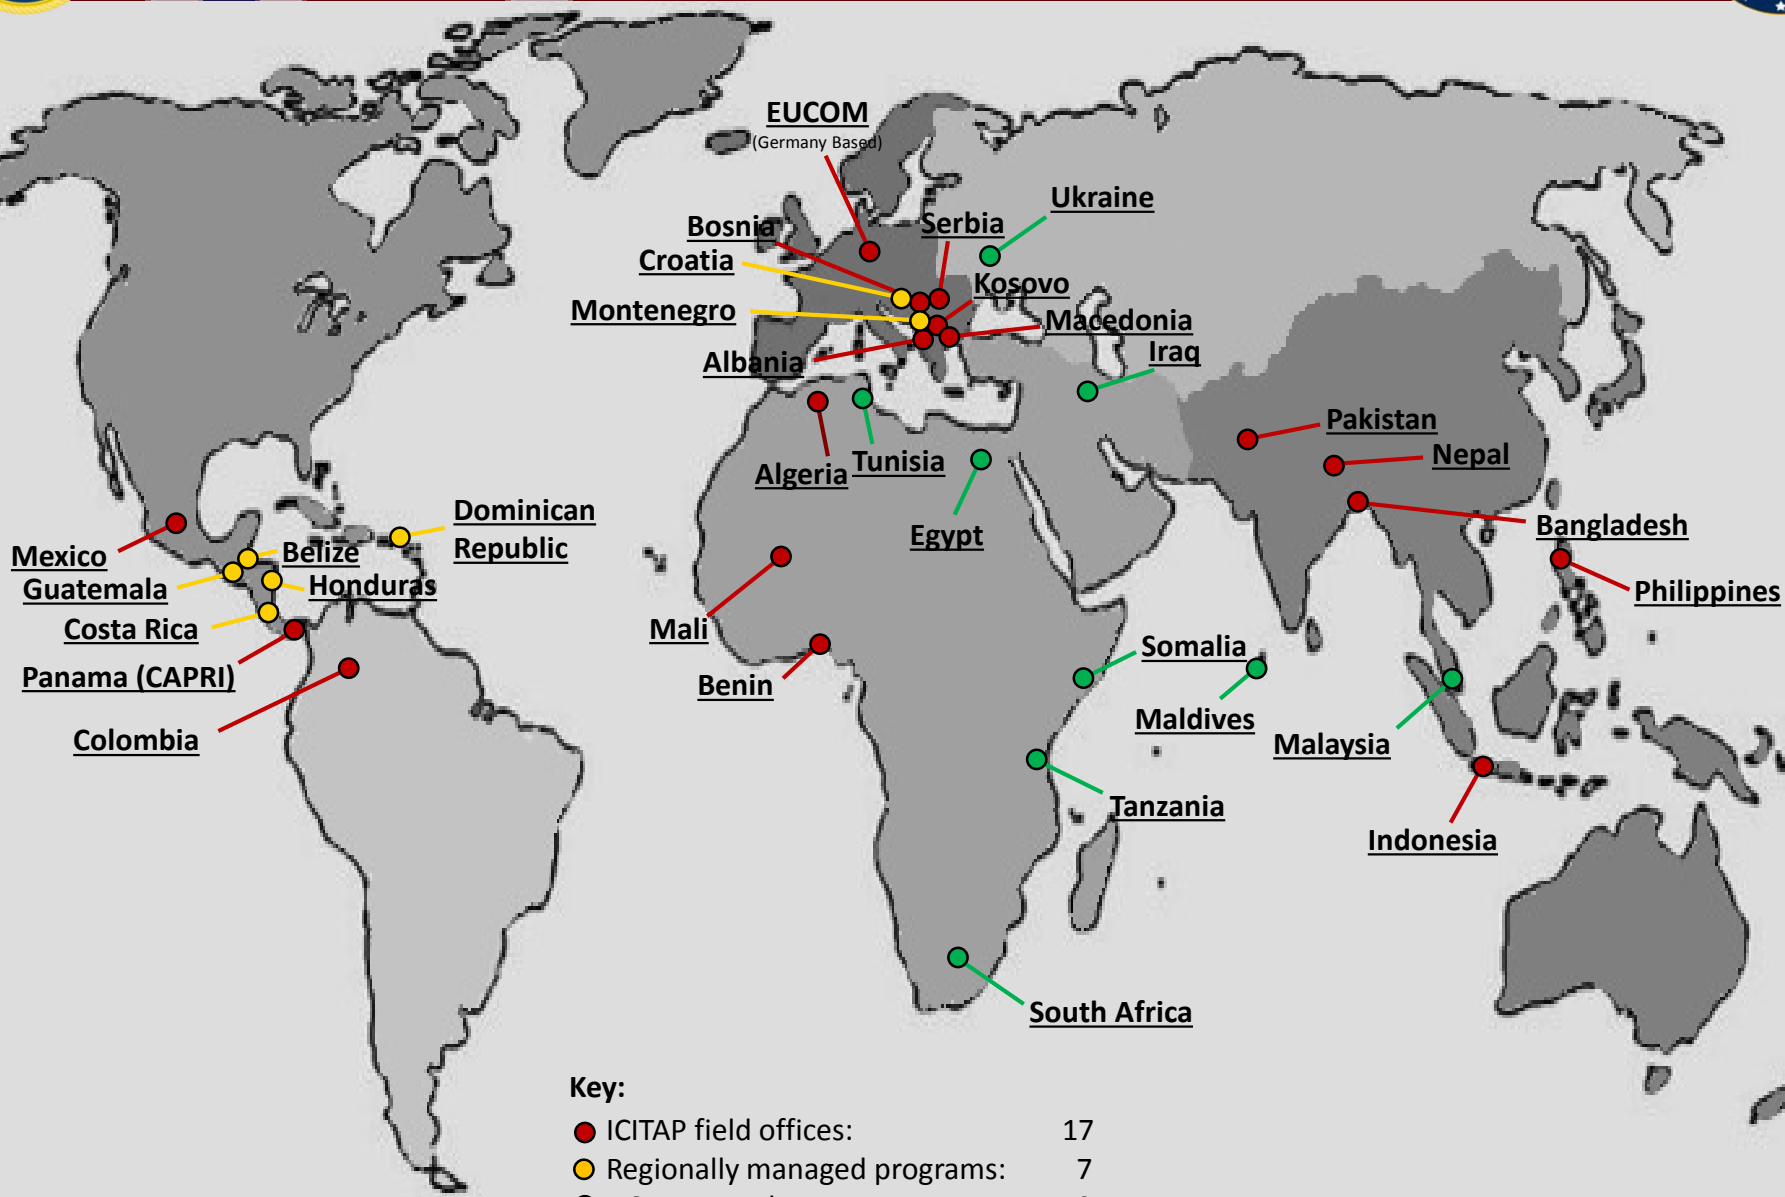 EUCOM
(Germany Based)
Ukraine
Bosnia
Serbia
Croatia
Kosovo
Montenegro
Macedonia
Albania
Iraq
Pakistan
Nepal
Algeria
Tunisia
Dominican
Republic
Egypt
Bangladesh
Mexico
Belize
Guatemala
Honduras
Philippines
Costa Rica
Mali
Somalia
Panama (CAPRI)
Benin
Maldives
Colombia
Malaysia
Tanzania
Indonesia
South Africa
Key:
ICITAP field offices: 17
Regionally managed programs: 7